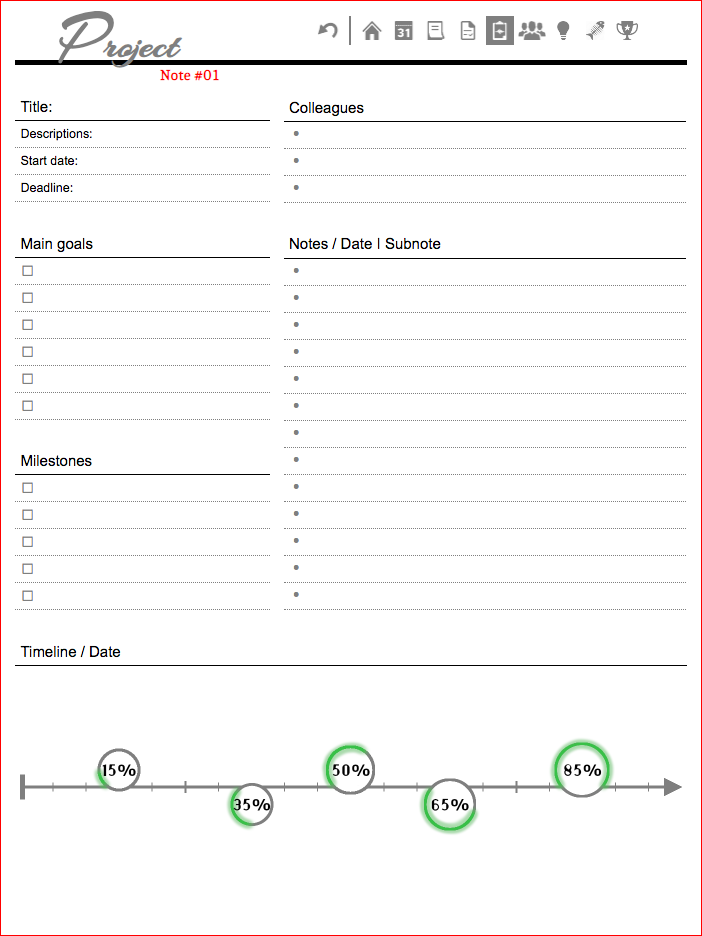 Project
31
Note #01
Title:
Descriptions:
Start date:
Deadline:
Colleagues
Main goals
Notes / Date | Subnote
Milestones
Timeline / Date
15%
35%
50%
65%
85%